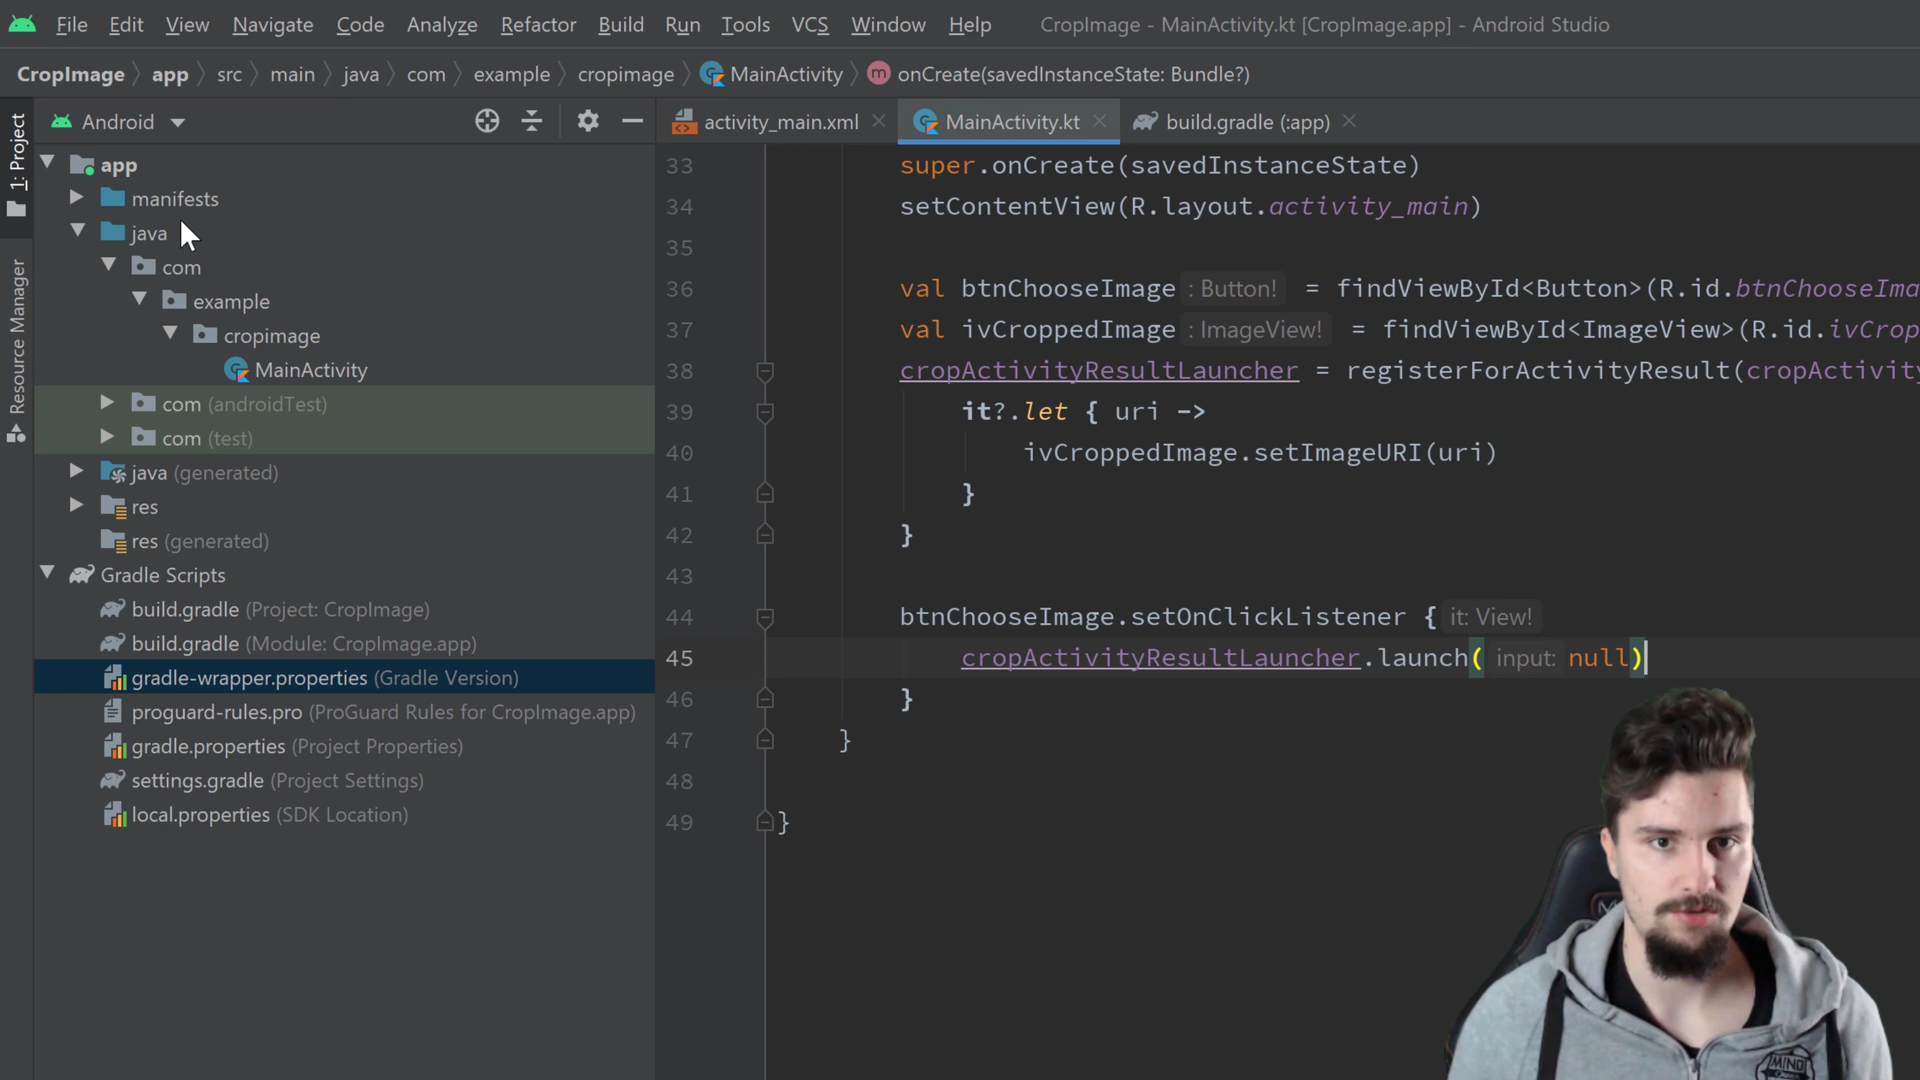 File Edit View Navigate Code Analyze Refactor Build Run Tools VCS Window Help CropImage - MainActivity.kt [CropImage.app] - Android Studio
CropImage app src main java com example cropimage MainActivity m onCreate(savedInstanceState: Bundle?)
1: Project
Resource Manager
Android
app
manifests
java
com
example
cropimage
MainActivity
com (androidTest)
com (test)
java (generated)
res
res (generated)
Gradle Scripts
build.gradle (Project: CropImage)
build.gradle (Module: CropImage.app)
gradle-wrapper.properties (Gradle Version)
proguard-rules.pro (ProGuard Rules for CropImage.app)
gradle.properties (Project Properties)
settings.gradle (Project Settings)
local.properties (SDK Location)
activity_main.xml MainActivity.kt build.gradle (:app)
33 super.onCreate(savedInstanceState)
34 setContentView(R.layout.activity_main)
35
36 val btnChooseImage : Button! = findViewById<Button>(R.id.btnChooseIma
37 val ivCroppedImage : ImageView! = findViewById<ImageView>(R.id.ivCrop
38 cropActivityResultLauncher = registerForActivityResult(cropActivity
39 it?.let { uri ->
40 ivCroppedImage.setImageURI(uri)
41 }
42 }
43
44 btnChooseImage.setOnClickListener { it: View!
45 cropActivityResultLauncher.launch( input: null)
46 }
47 }
48
49 }